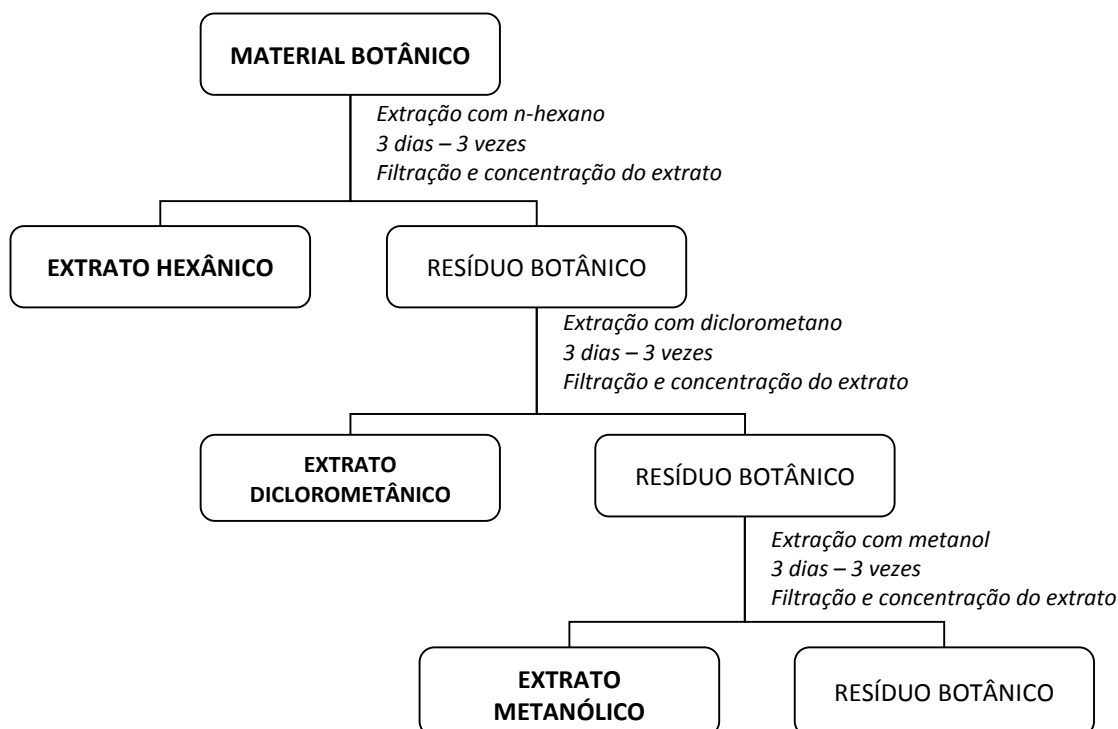 MATERIAL BOTÂNICO
Extração com n-hexano
3 dias – 3 vezes
Filtração e concentração do extrato
EXTRATO HEXÂNICO
RESÍDUO BOTÂNICO
Extração com diclorometano
3 dias – 3 vezes
Filtração e concentração do extrato
EXTRATO
DICLOROMETÂNICO
RESÍDUO BOTÂNICO
Extração com metanol
3 dias – 3 vezes
Filtração e concentração do extrato
EXTRATO
METANÓLICO
RESÍDUO BOTÂNICO